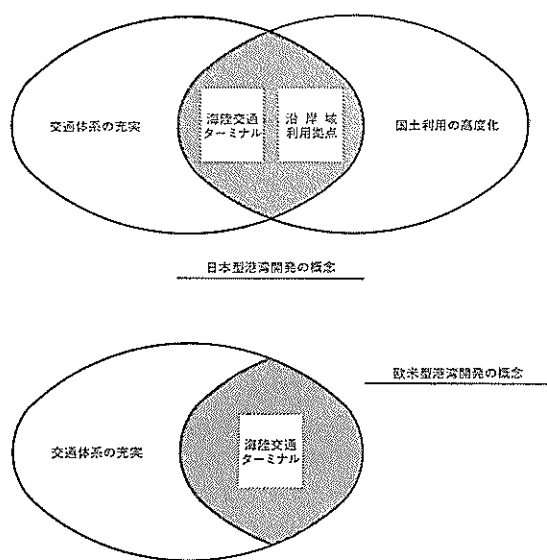 交通体系の充実
海陸交通
ターミナル
沿岸域
利用拠点
国土利用の高度化
日本型港湾開発の概念
欧米型港湾開発の概念
交通体系の充実
海陸交通
ターミナル